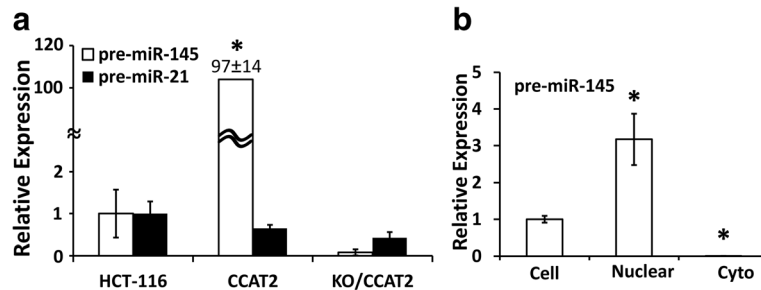 a
Relative Expression
120
100
2
1
0
pre-miR-145
pre-miR-21
*
97±14
HCT-116 CCAT2 KO/CCAT2
b
Relative Expression
5
4
3
2
1
0
pre-miR-145
*
*
Cell Nuclear Cyto